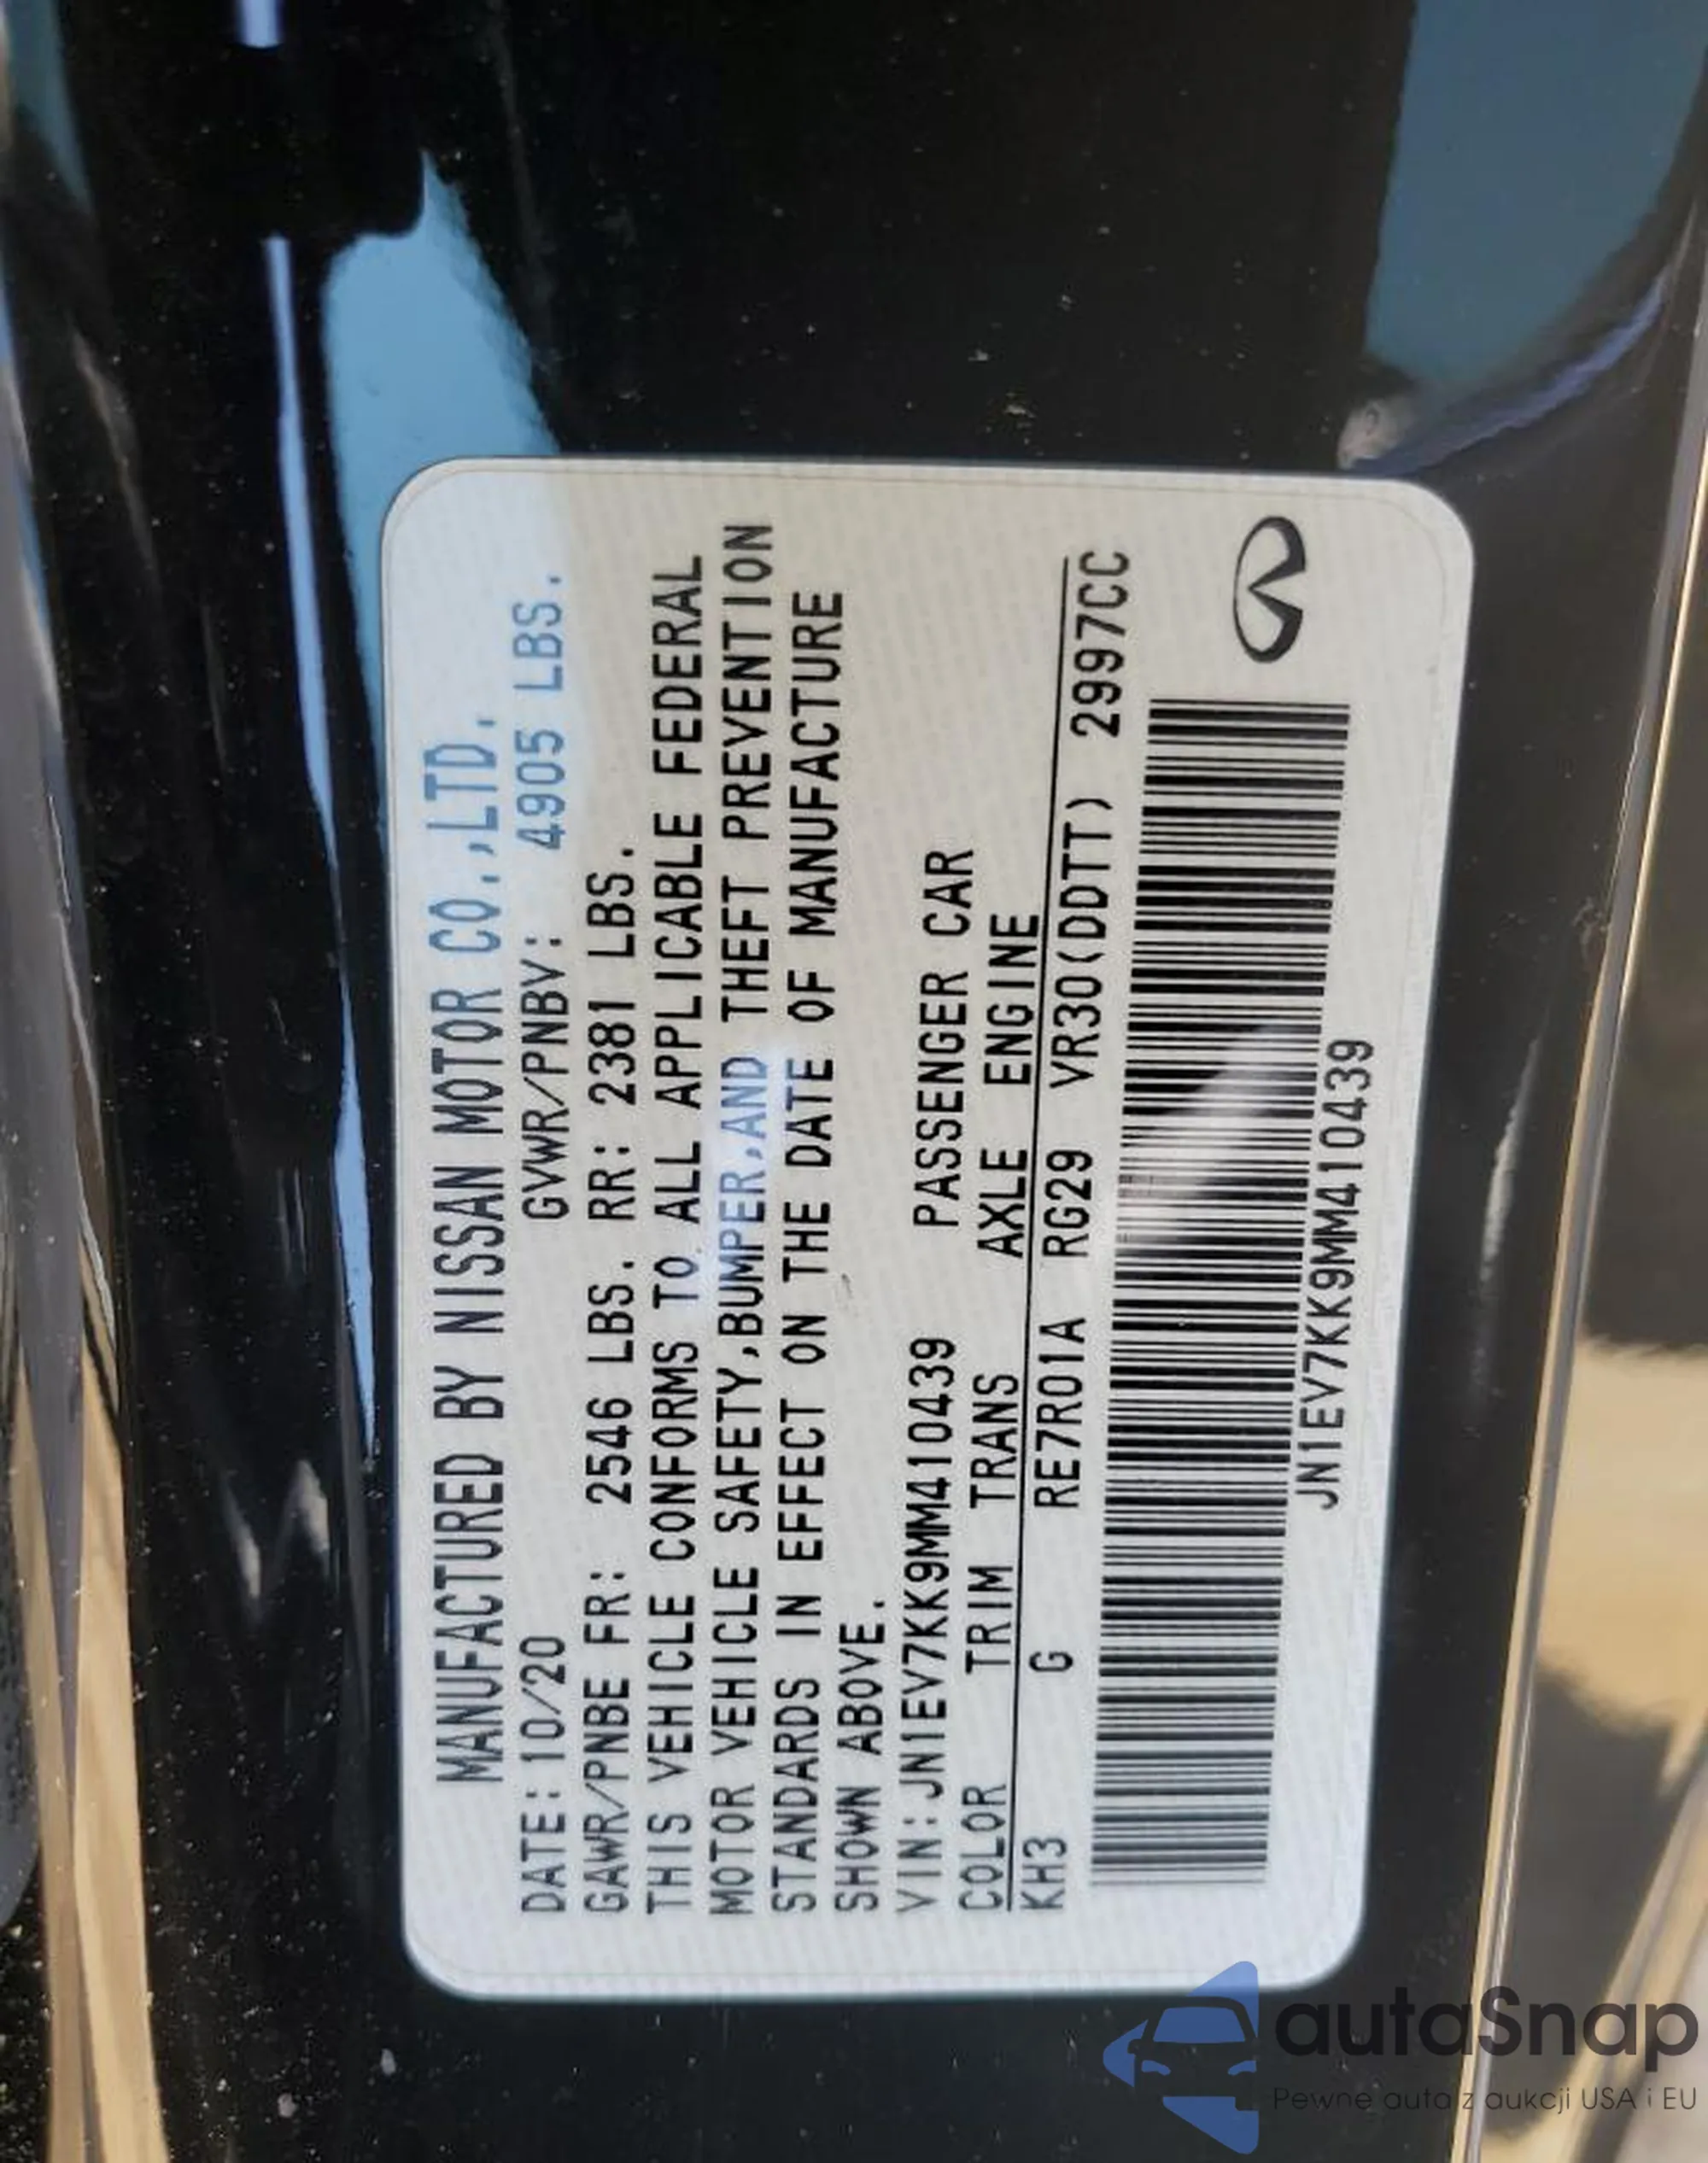 MANUFACTURED BY NISSAN MOTOR CO.,LTD.
DATE: 10/20 GVWR/PNBV: 4905 LBS.
GAWR/PNBE FR: 2546 LBS. RR: 2381 LBS.
THIS VEHICLE CONFORMS TO ALL APPLICABLE FEDERAL
MOTOR VEHICLE SAFETY,BUMPER,AND THEFT PREVENTION
STANDARDS IN EFFECT ON THE DATE OF MANUFACTURE
SHOWN ABOVE.
VIN:JN1EV7KK9MM410439 PASSENGER CAR
COLOR TRIM TRANS AXLE ENGINE
KH3 G RE7R01A RG29 VR30(DDTT) 2997CC
JN1EV7KK9MM410439
autaSnap
Pewne auta z aukcji USA i EU